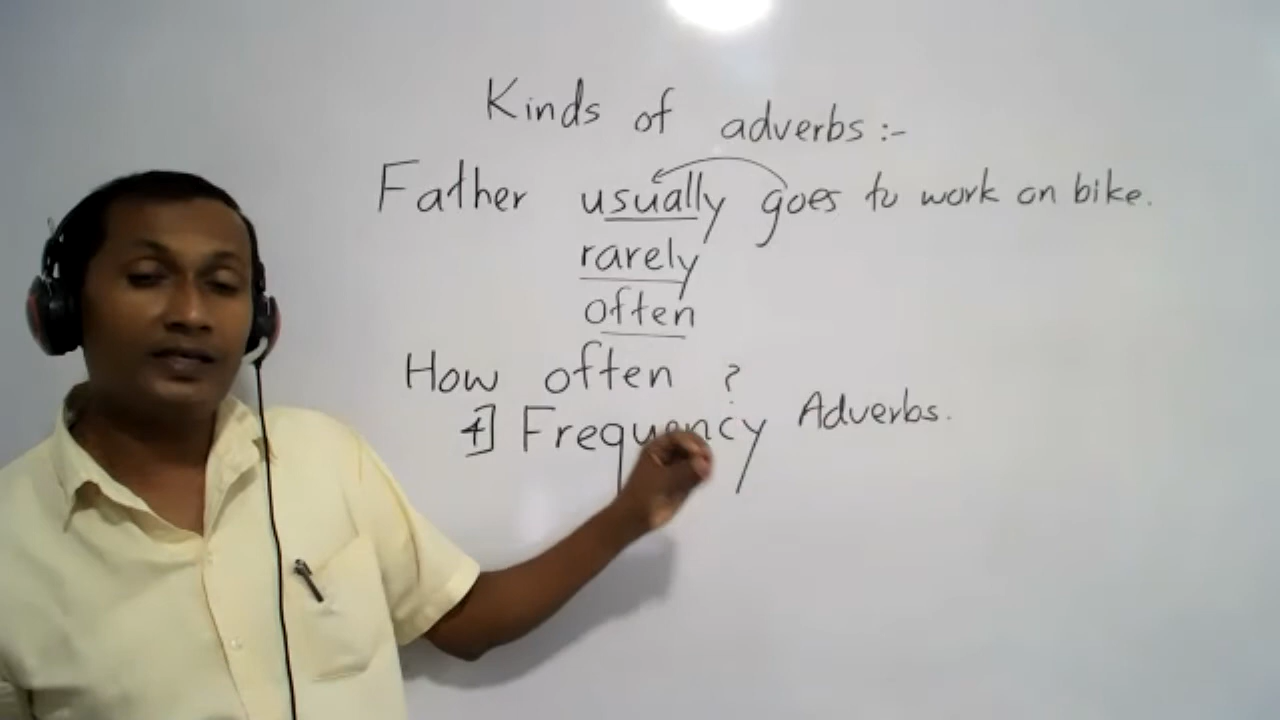 Kinds of adverbs :-
Father usually goes to work on bike.
rarely
often
How often ?
4] Frequency Adverbs.